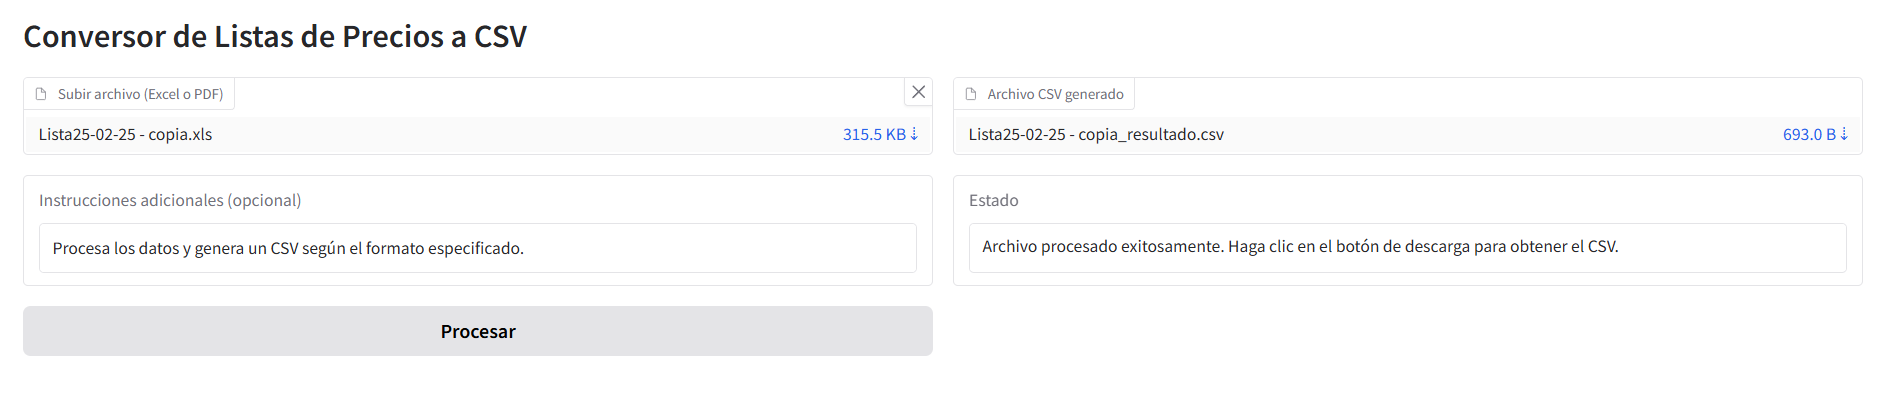 Conversor de Listas de Precios a CSV
Subir archivo (Excel o PDF)
Lista25-02-25 - copia.xls
315.5 KB ⇣
Instrucciones adicionales (opcional)
Procesa los datos y genera un CSV según el formato especificado.
Procesar
Archivo CSV generado
Lista25-02-25 - copia_resultado.csv
693.0 B ⇣
Estado
Archivo procesado exitosamente. Haga clic en el botón de descarga para obtener el CSV.